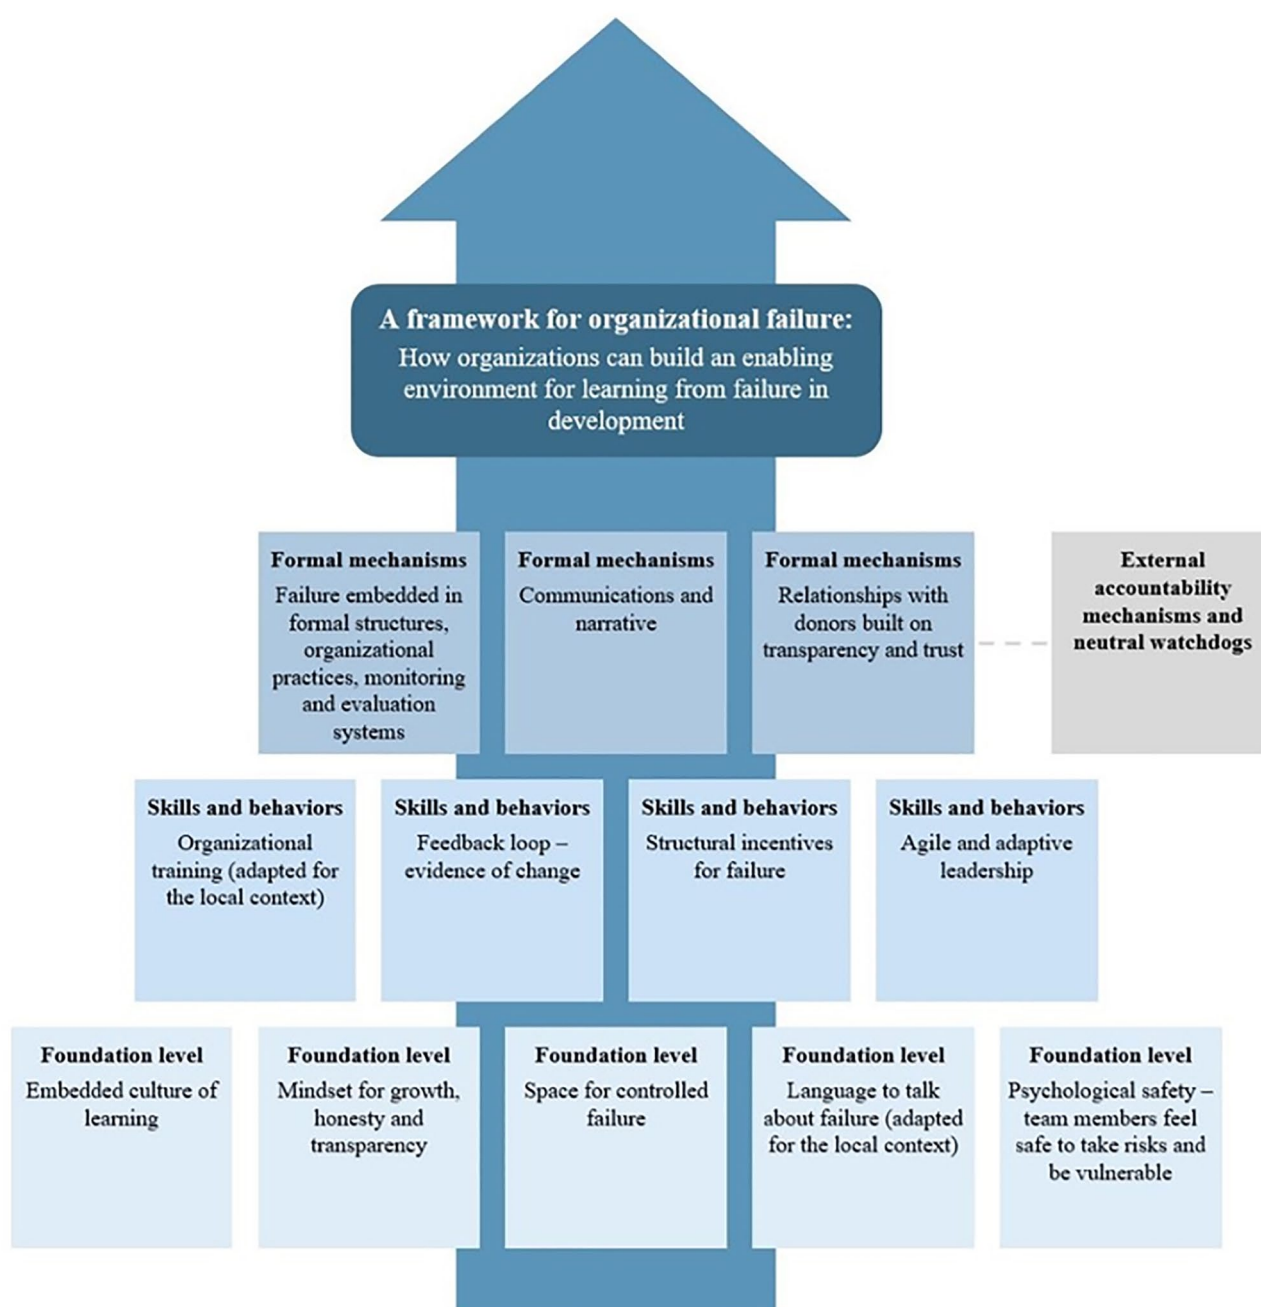 A framework for organizational failure:
How organizations can build an enabling
environment for learning from failure in
development
Formal mechanisms
Failure embedded in
formal structures,
organizational
practices, monitoring
and evaluation
systems
Formal mechanisms
Communications and
narrative
Formal mechanisms
Relationships with
donors built on
transparency and trust
External
accountability
mechanisms and
neutral watchdogs
Skills and behaviors
Organizational
training (adapted for
the local context)
Skills and behaviors
Feedback loop –
evidence of change
Skills and behaviors
Structural incentives
for failure
Skills and behaviors
Agile and adaptive
leadership
Foundation level
Embedded culture of
learning
Foundation level
Mindset for growth,
honesty and
transparency
Foundation level
Space for controlled
failure
Foundation level
Language to talk
about failure (adapted
for the local context)
Foundation level
Psychological safety –
team members feel
safe to take risks and
be vulnerable